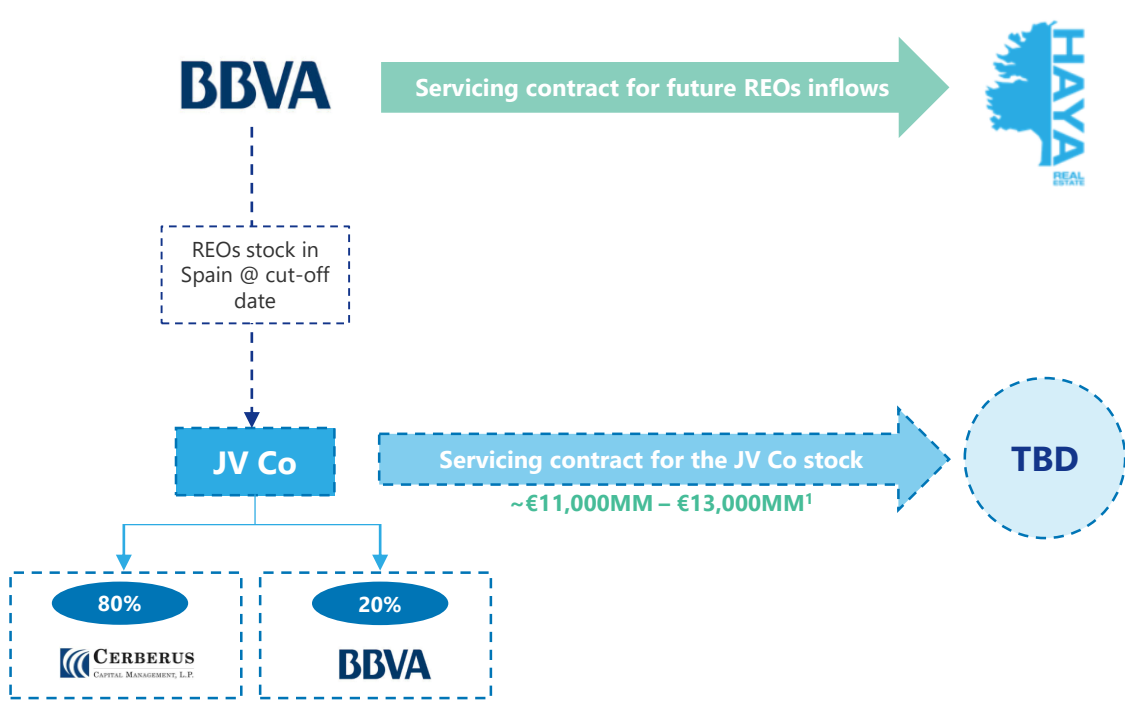 BBVA
Servicing contract for future REOs inflows
HAYA
REAL
ESTATE
REOs stock in
Spain @ cut-off
date
JV Co
Servicing contract for the JV Co stock
~€11,000MM – €13,000MM¹
TBD
80%
CERBERUS
CAPITAL MANAGEMENT, L.P.
20%
BBVA